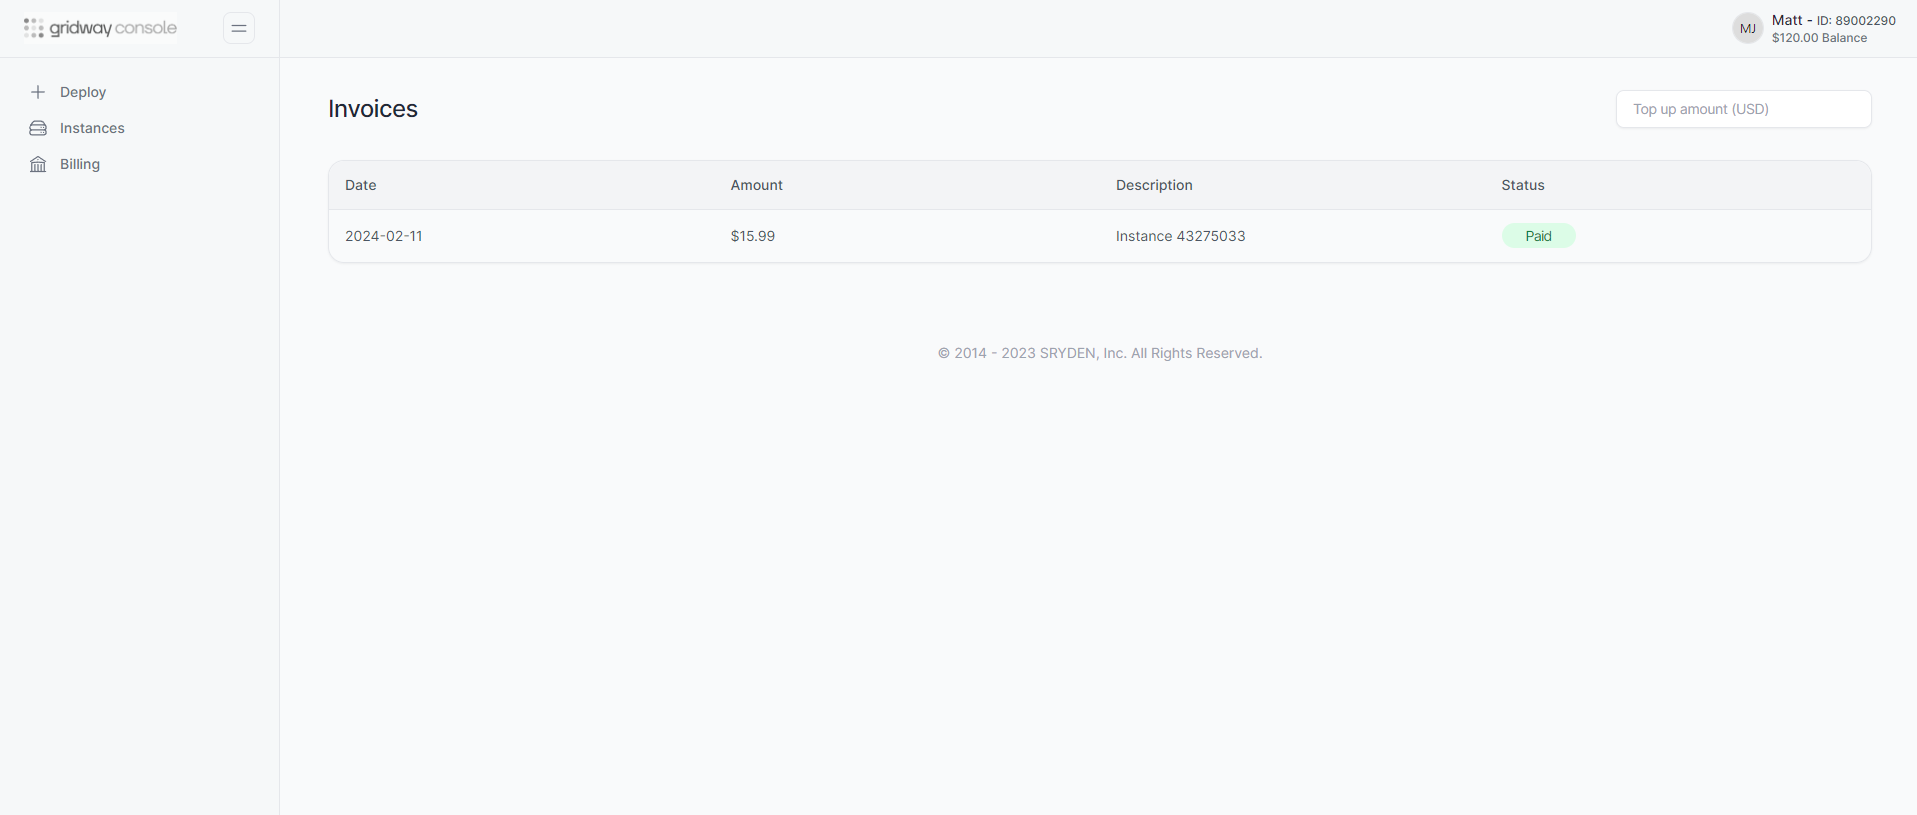 gridway console
MJ
Matt - ID: 89002290
$120.00 Balance
Deploy
Instances
Billing
Invoices
Top up amount (USD)
Date Amount Description Status
2024-02-11 $15.99 Instance 43275033 Paid
© 2014 - 2023 SRYDEN, Inc. All Rights Reserved.